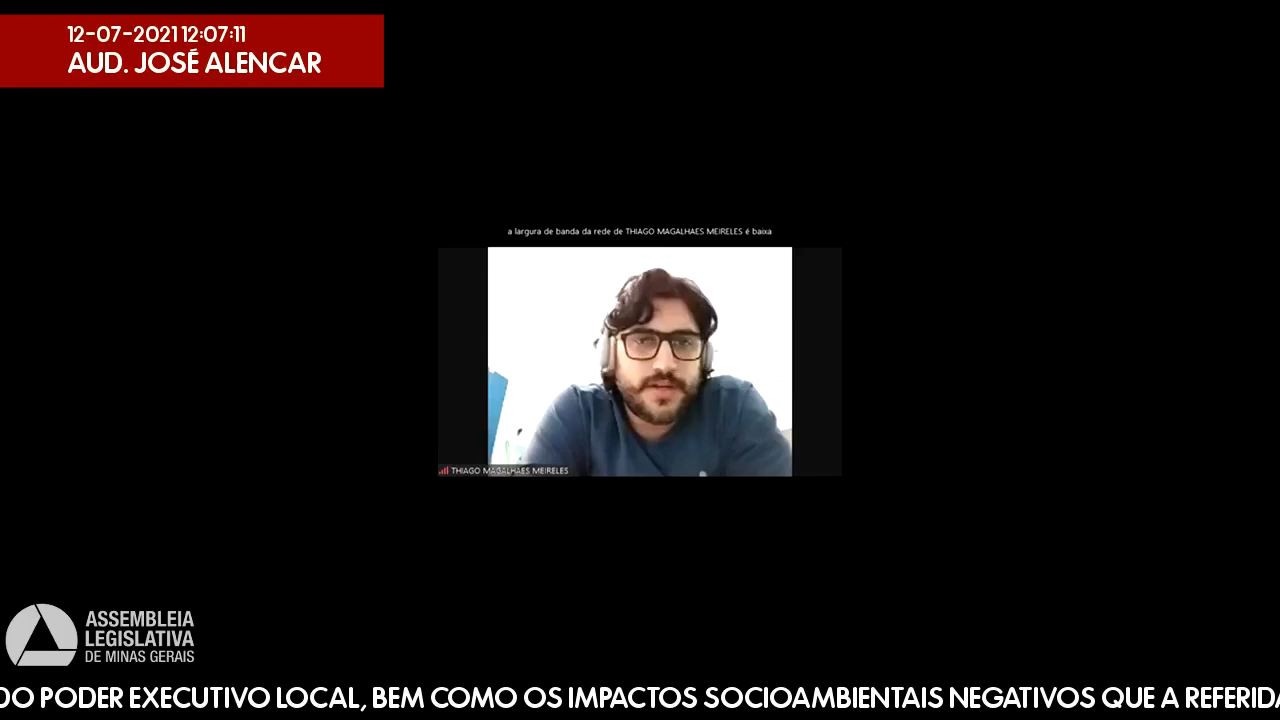 12-07-2021 12:07:11
AUD. JOSÉ ALENCAR
a largura de banda da rede de THIAGO MAGALHAES MEIRELES é baixa
THIAGO MAGALHAES MEIRELES
ASSEMBLEIA
LEGISLATIVA
DE MINAS GERAIS
DO PODER EXECUTIVO LOCAL, BEM COMO OS IMPACTOS SOCIOAMBIENTAIS NEGATIVOS QUE A REFERIDA